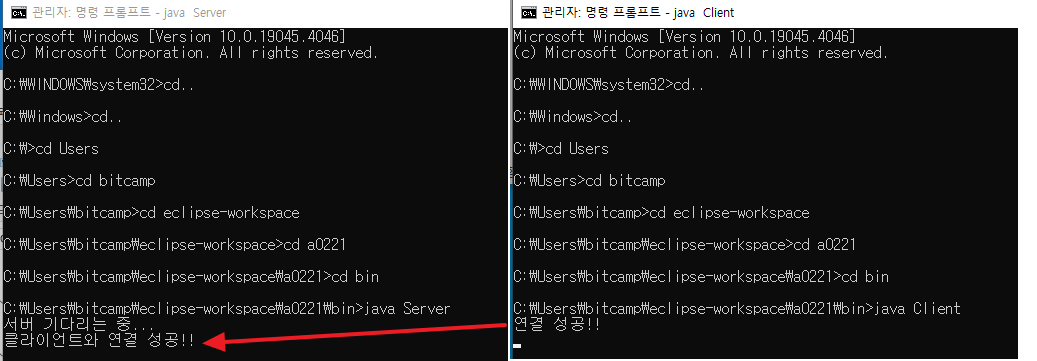 관리자: 명령 프롬프트 - java Server
Microsoft Windows [Version 10.0.19045.4046]
(c) Microsoft Corporation. All rights reserved.
C:₩WINDOWS₩system32>cd..
C:₩Windows>cd..
C:₩>cd Users
C:₩Users>cd bitcamp
C:₩Users₩bitcamp>cd eclipse-workspace
C:₩Users₩bitcamp₩eclipse-workspace>cd a0221
C:₩Users₩bitcamp₩eclipse-workspace₩a0221>cd bin
C:₩Users₩bitcamp₩eclipse-workspace₩a0221₩bin>java Server
서버 기다리는 중...
클라이언트와 연결 성공!!
관리자: 명령 프롬프트 - java Client
Microsoft Windows [Version 10.0.19045.4046]
(c) Microsoft Corporation. All rights reserved.
C:₩WINDOWS₩system32>cd..
C:₩Windows>cd..
C:₩>cd Users
C:₩Users>cd bitcamp
C:₩Users₩bitcamp>cd eclipse-workspace
C:₩Users₩bitcamp₩eclipse-workspace>cd a0221
C:₩Users₩bitcamp₩eclipse-workspace₩a0221>cd bin
C:₩Users₩bitcamp₩eclipse-workspace₩a0221₩bin>java Client
연결 성공!!